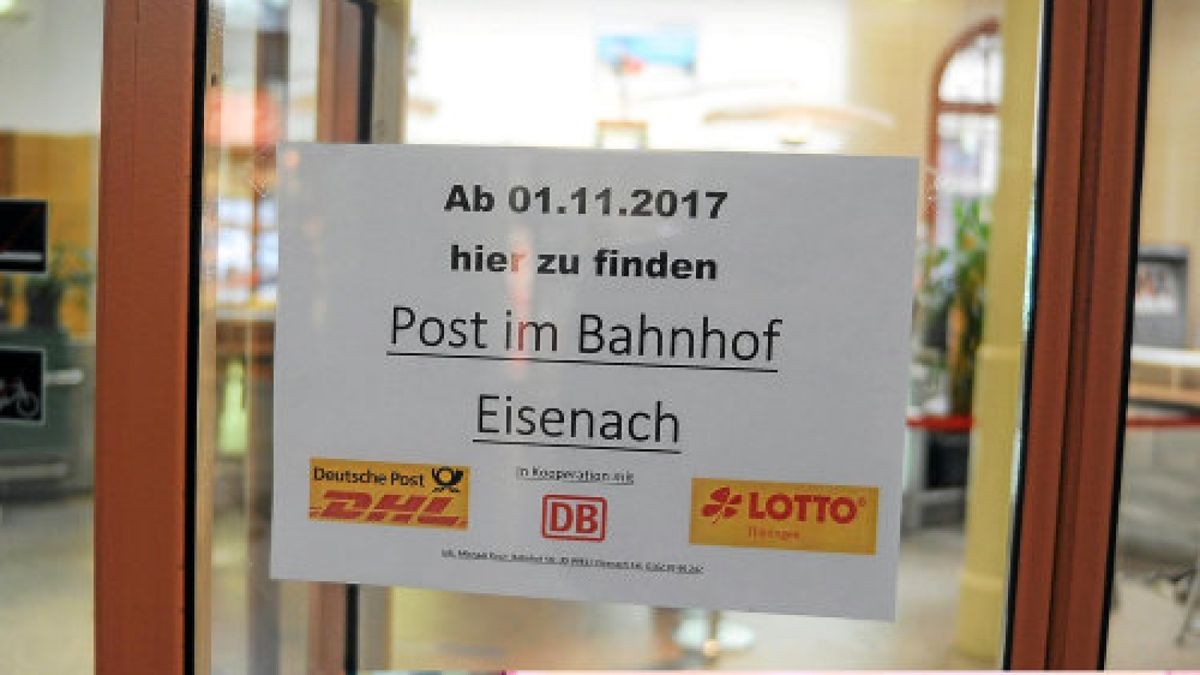 Ab 01.11.2017
hier zu finden
Post im Bahnhof
Eisenach
Deutsche Post
DHL
in Kooperation mit
DB
LOTTO
Thüringen